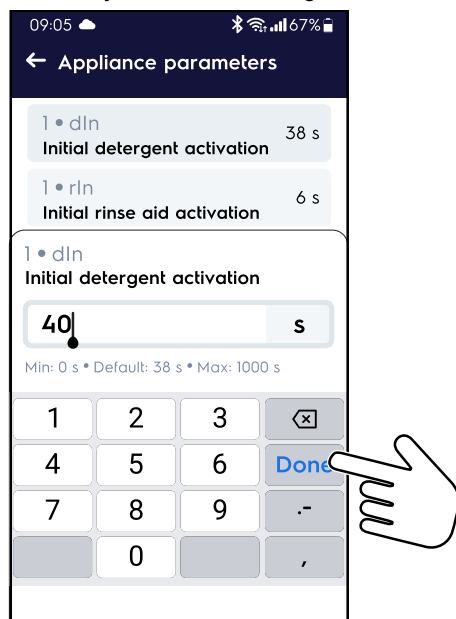 09:05 67%
← Appliance parameters
1 • dIn
Initial detergent activation
38 s
1 • rIn
Initial rinse aid activation
6 s
1 • dIn
Initial detergent activation
40 s
Min: 0 s • Default: 38 s • Max: 1000 s
1 2 3
4 5 6 Done
7 8 9 .-
0 ,